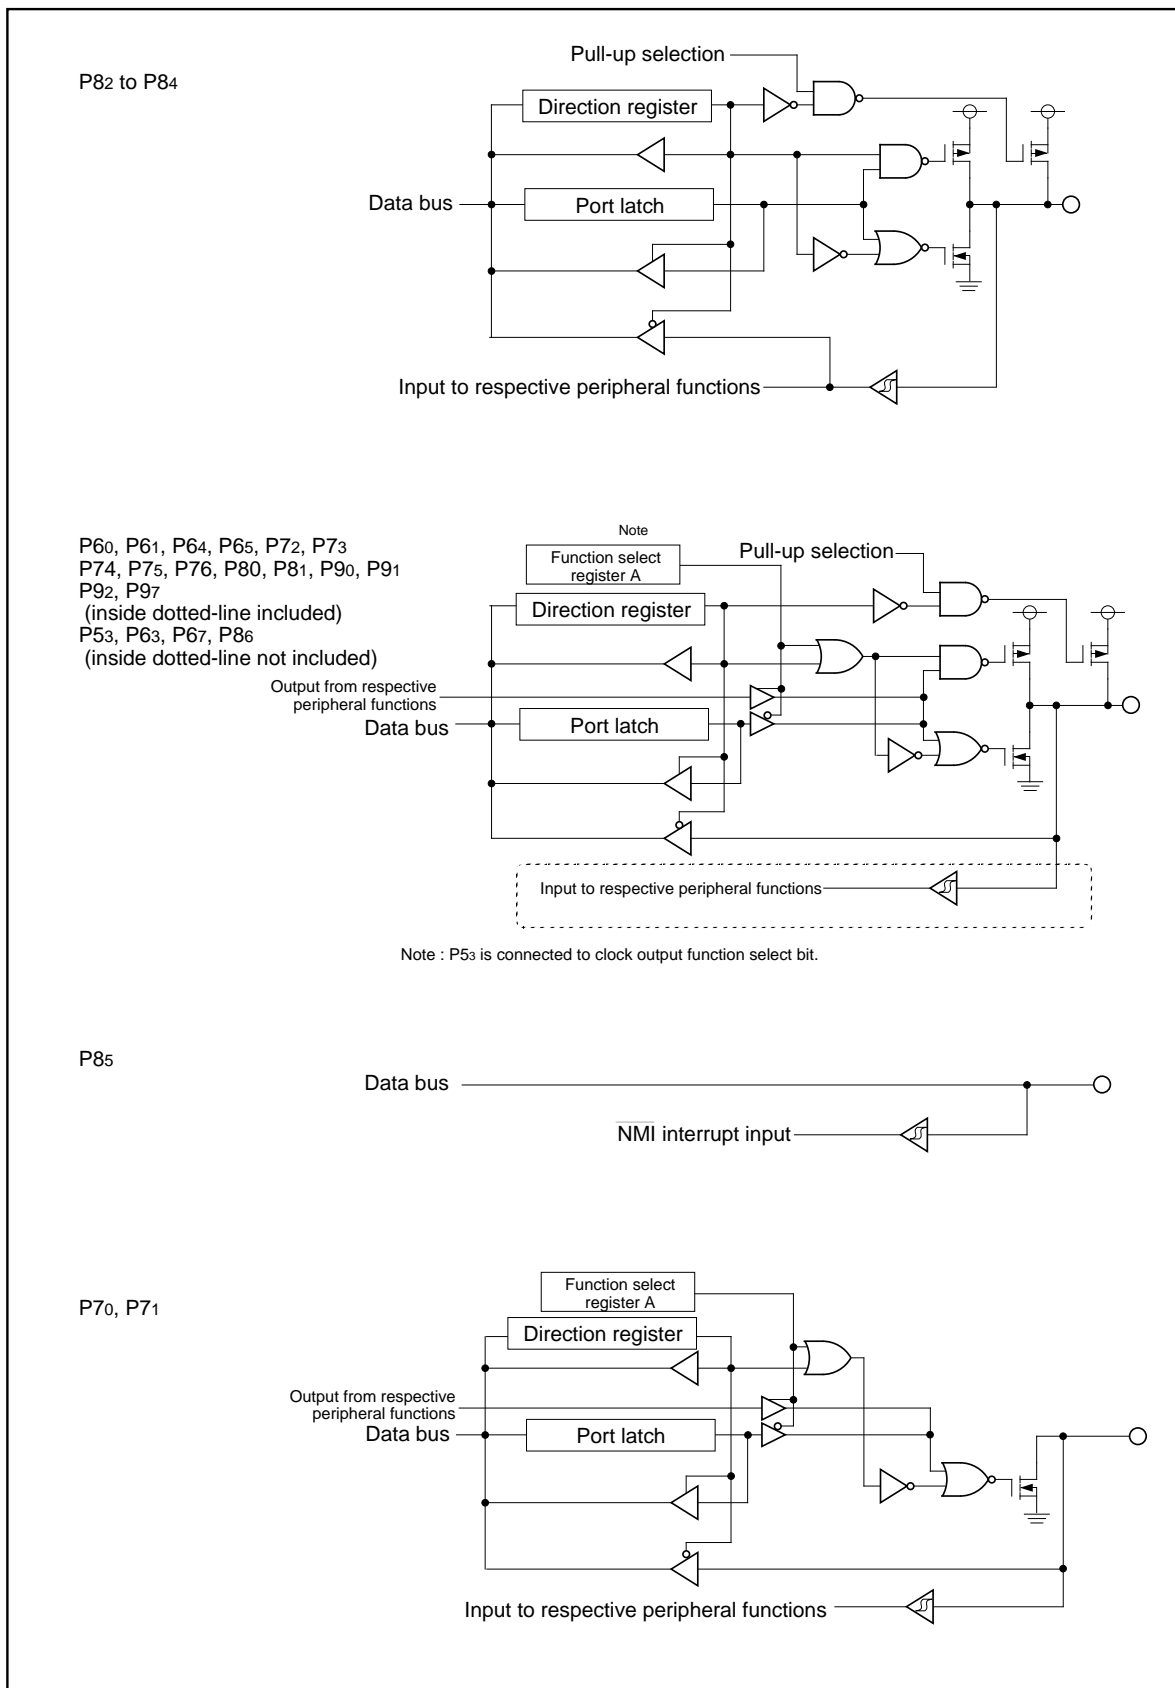 Pull-up selection
P82 to P84
Direction register
Data bus
Port latch
Input to respective peripheral functions
Note
P60, P61, P64, P65, P72, P73
P74, P75, P76, P80, P81, P90, P91
P92, P97
(inside dotted-line included)
P53, P63, P67, P86
(inside dotted-line not included)
Function select
register A
Pull-up selection
Direction register
Output from respective
peripheral functions
Data bus
Port latch
Input to respective peripheral functions
Note : P53 is connected to clock output function select bit.
P85
Data bus
NMI interrupt input
P70, P71
Function select
register A
Direction register
Output from respective
peripheral functions
Data bus
Port latch
Input to respective peripheral functions